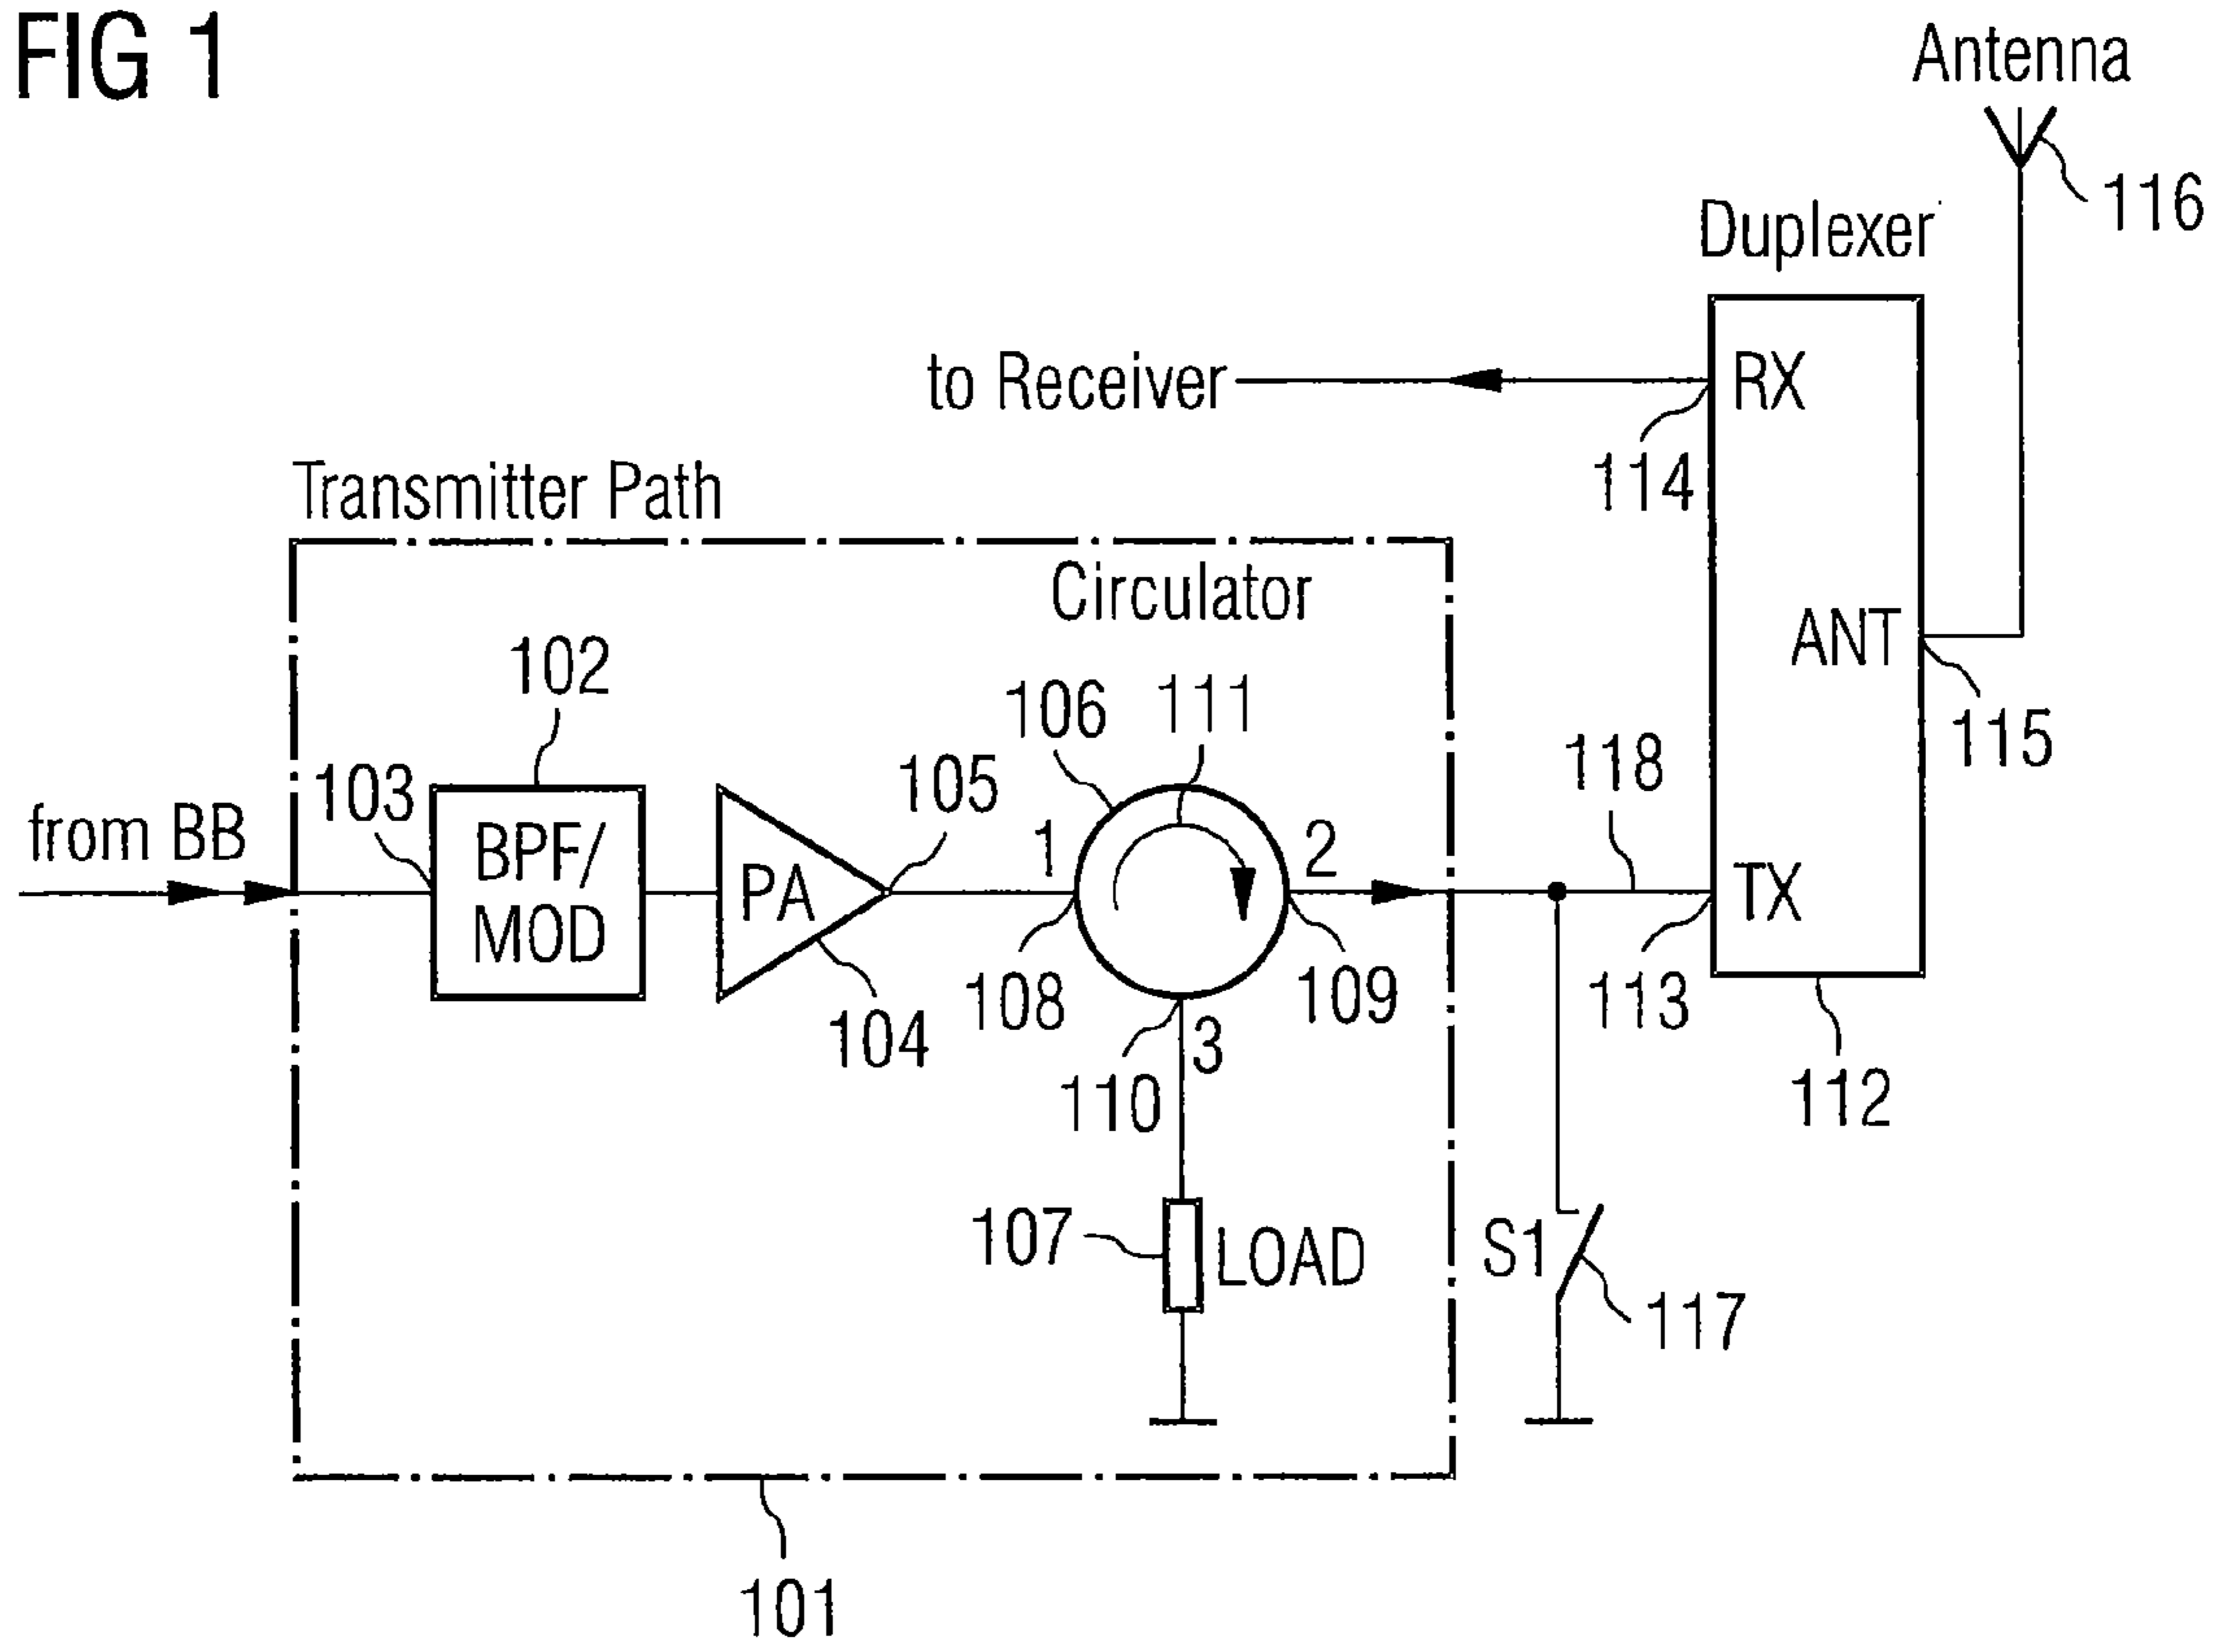 FIG 1
Antenna
116
Duplexer
to Receiver
RX
114
Transmitter Path
Circulator
ANT
115
102
106
111
118
103
105
from BB
BPF/
MOD
PA
1
2
TX
108
109
113
104
3
110
112
107
LOAD
S1
117
101